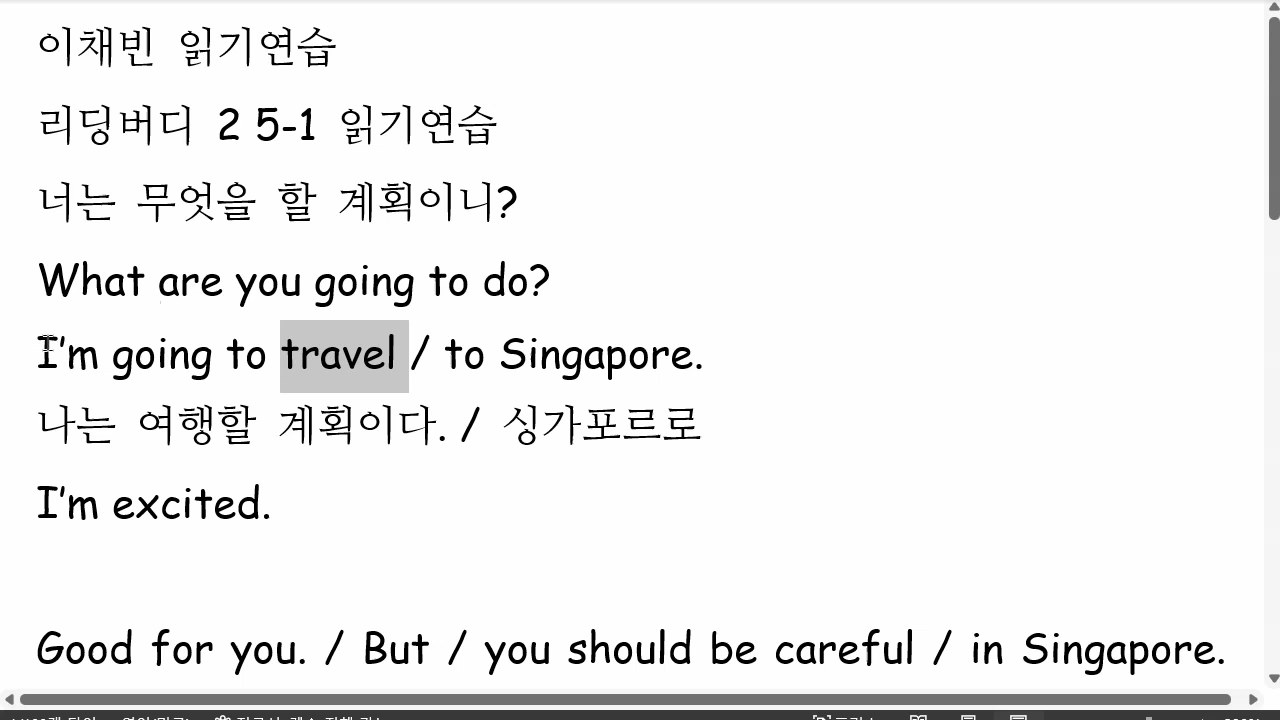 이채빈 읽기연습
리딩버디 2 5-1 읽기연습
너는 무엇을 할 계획이니?
What are you going to do?
I'm going to travel / to Singapore.
나는 여행할 계획이다. / 싱가포르로
I'm excited.
Good for you. / But / you should be careful / in Singapore.